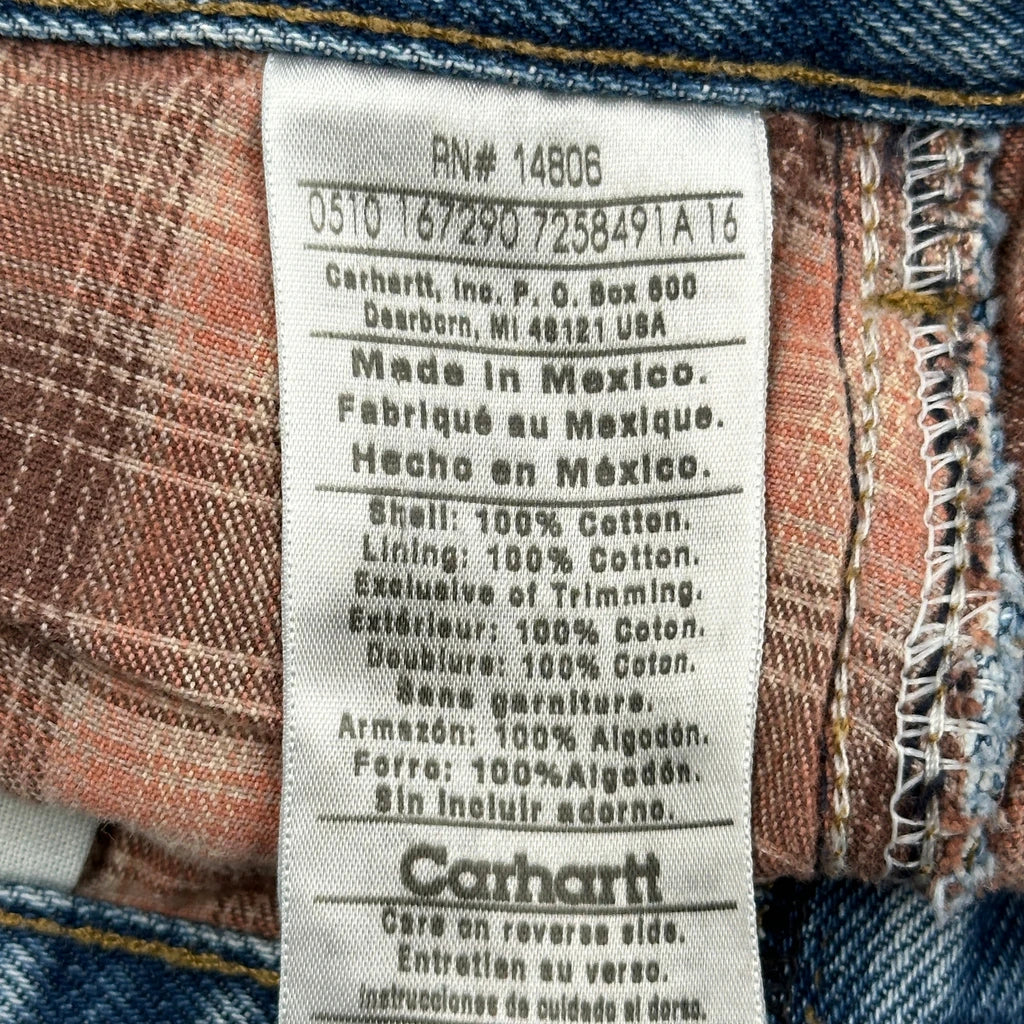 RN# 14806
0510 167290 7258491A 16
Carhartt, Inc. P. O. Box 600
Dearborn, MI 48121 USA
Made in Mexico.
Fabriqué au Mexique.
Hecho en México.
Shell: 100% Cotton.
Lining: 100% Cotton.
Exclusive of Trimming.
Extérieur: 100% Coton.
Doublure: 100% Coton.
Sans garniture.
Armazón: 100% Algodón.
Forro: 100%Algodón.
Sin incluir adorno.
Carhartt
Care on reverse side.
Entretien au verso.
Instrucciones de cuidado al dorso.